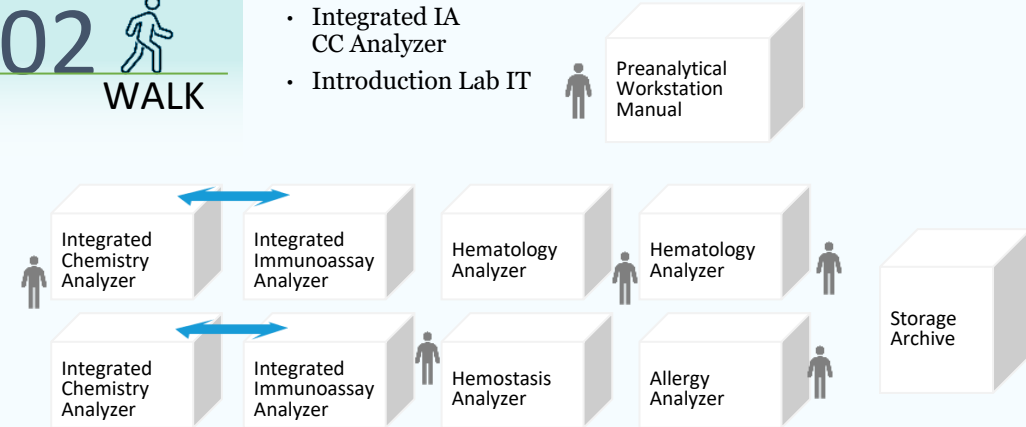 02
WALK
• Integrated IA
CC Analyzer
• Introduction Lab IT
Preanalytical
Workstation
Manual
Integrated
Chemistry
Analyzer
Integrated
Immunoassay
Analyzer
Hematology
Analyzer
Hematology
Analyzer
Storage
Archive
Integrated
Chemistry
Analyzer
Integrated
Immunoassay
Analyzer
Hemostasis
Analyzer
Allergy
Analyzer